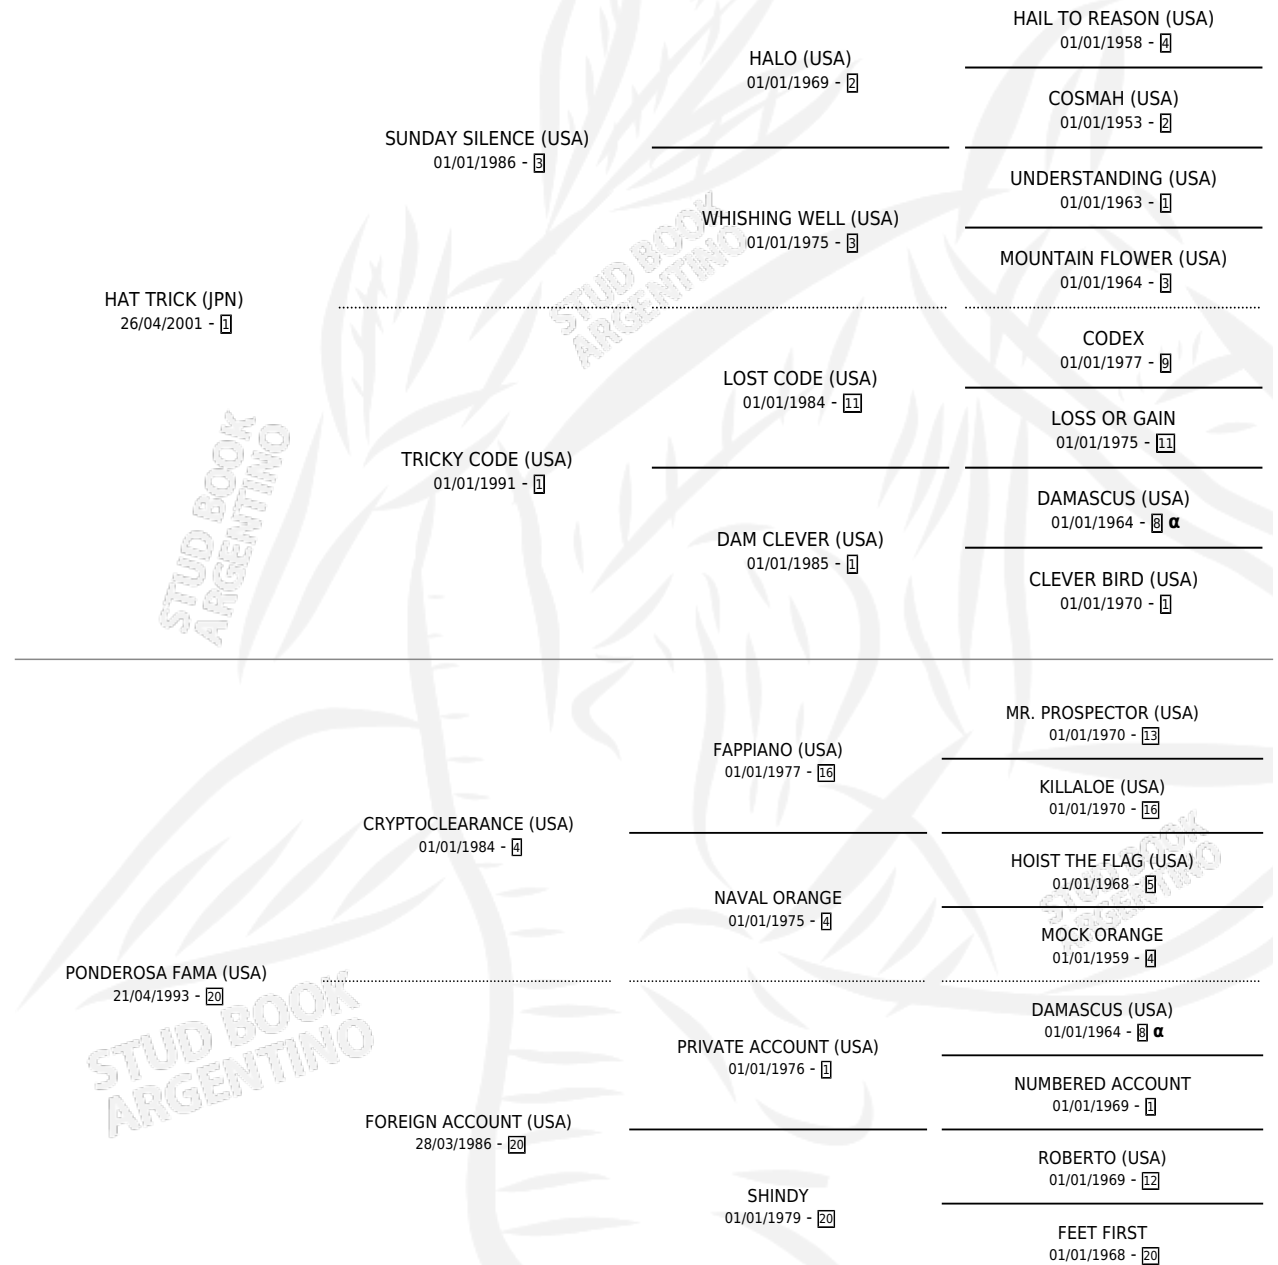 HAIL TO REASON (USA)
01/01/1958 - 4
HALO (USA)
01/01/1969 - 2
COSMAH (USA)
01/01/1953 - 2
SUNDAY SILENCE (USA)
01/01/1986 - 3
UNDERSTANDING (USA)
01/01/1963 - 1
WHISHING WELL (USA)
01/01/1975 - 3
MOUNTAIN FLOWER (USA)
01/01/1964 - 3
STUD BOOK
ARGENTINO
HAT TRICK (JPN)
26/04/2001 - 1
CODEX
01/01/1977 - 9
LOST CODE (USA)
01/01/1984 - 11
LOSS OR GAIN
01/01/1975 - 11
TRICKY CODE (USA)
01/01/1991 - 1
DAMASCUS (USA)
01/01/1964 - 8 α
DAM CLEVER (USA)
01/01/1985 - 1
CLEVER BIRD (USA)
01/01/1970 - 1
STUD BOOK
ARGENTINO
MR. PROSPECTOR (USA)
01/01/1970 - 13
FAPPIANO (USA)
01/01/1977 - 16
KILLALOE (USA)
01/01/1970 - 16
CRYPTOCLEARANCE (USA)
01/01/1984 - 4
HOIST THE FLAG (USA)
01/01/1968 - 5
NAVAL ORANGE
01/01/1975 - 4
MOCK ORANGE
01/01/1959 - 4
STUD BOOK
ARGENTINO
PONDEROSA FAMA (USA)
21/04/1993 - 20
DAMASCUS (USA)
01/01/1964 - 8 α
PRIVATE ACCOUNT (USA)
01/01/1976 - 1
NUMBERED ACCOUNT
01/01/1969 - 1
FOREIGN ACCOUNT (USA)
28/03/1986 - 20
ROBERTO (USA)
01/01/1969 - 12
SHINDY
01/01/1979 - 20
FEET FIRST
01/01/1968 - 20
STUD BOOK
ARGENTINO